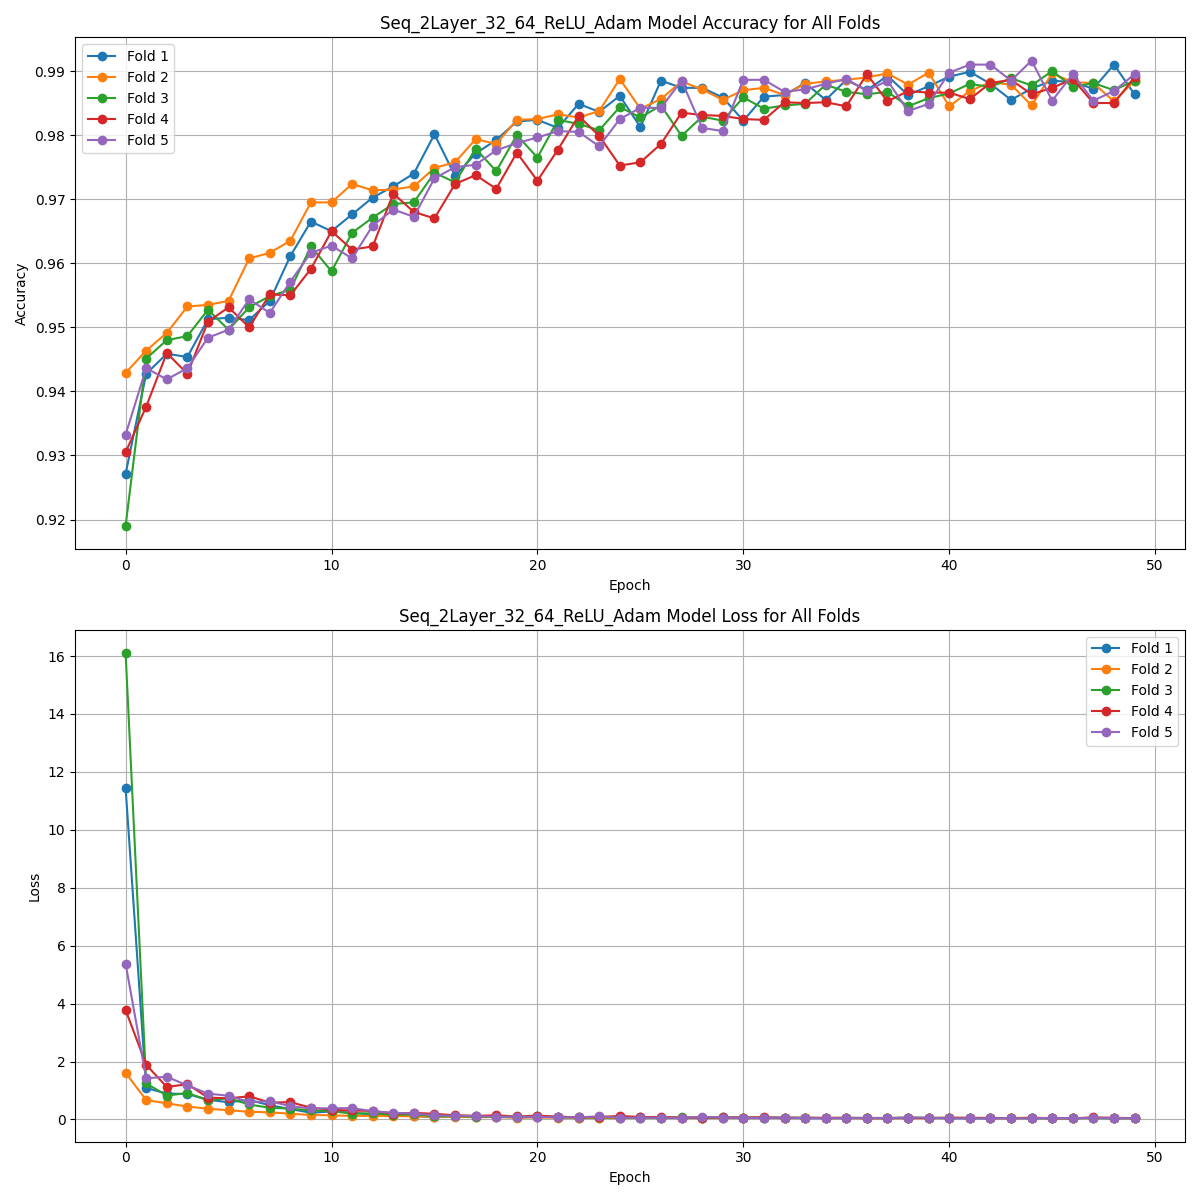 Seq_2Layer_32_64_ReLU_Adam Model Accuracy for All Folds
Fold 1
Fold 2
Fold 3
Fold 4
Fold 5
Accuracy
0.99
0.98
0.97
0.96
0.95
0.94
0.93
0.92
0 10 20 30 40 50
Epoch
Seq_2Layer_32_64_ReLU_Adam Model Loss for All Folds
Fold 1
Fold 2
Fold 3
Fold 4
Fold 5
Loss
16
14
12
10
8
6
4
2
0
0 10 20 30 40 50
Epoch